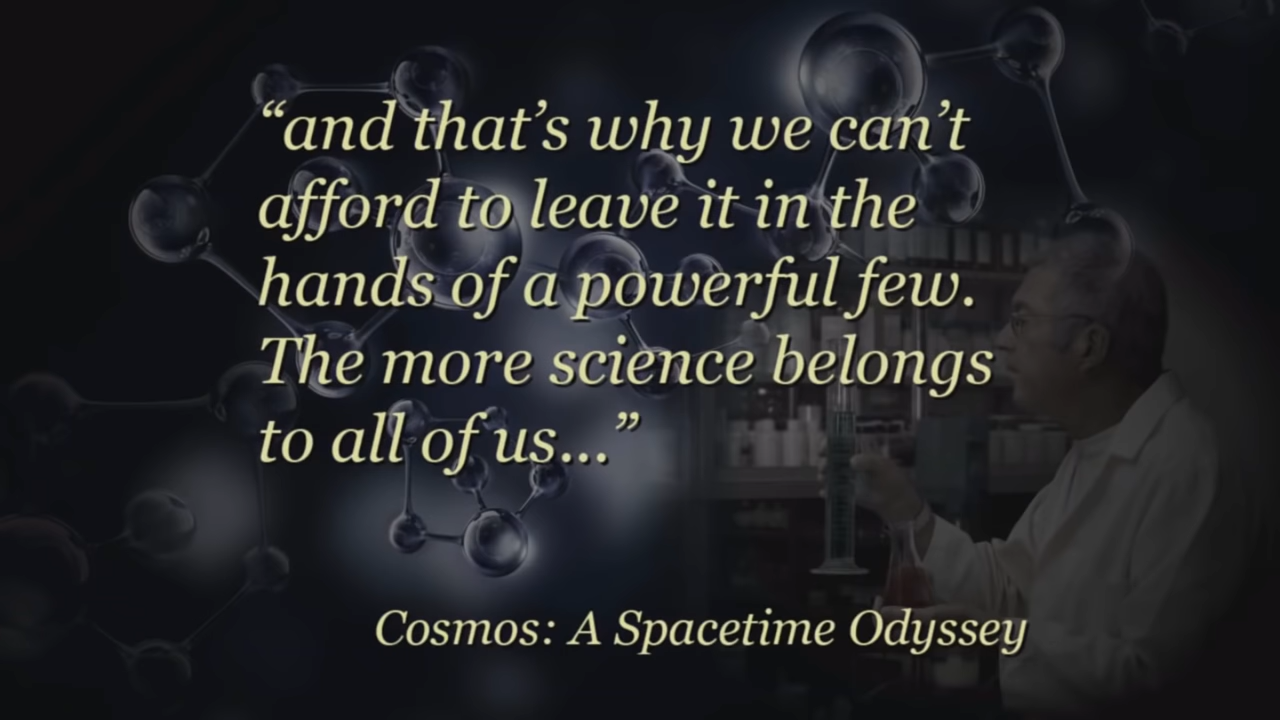 “and that’s why we can’t
afford to leave it in the
hands of a powerful few.
The more science belongs
to all of us...”
Cosmos: A Spacetime Odyssey